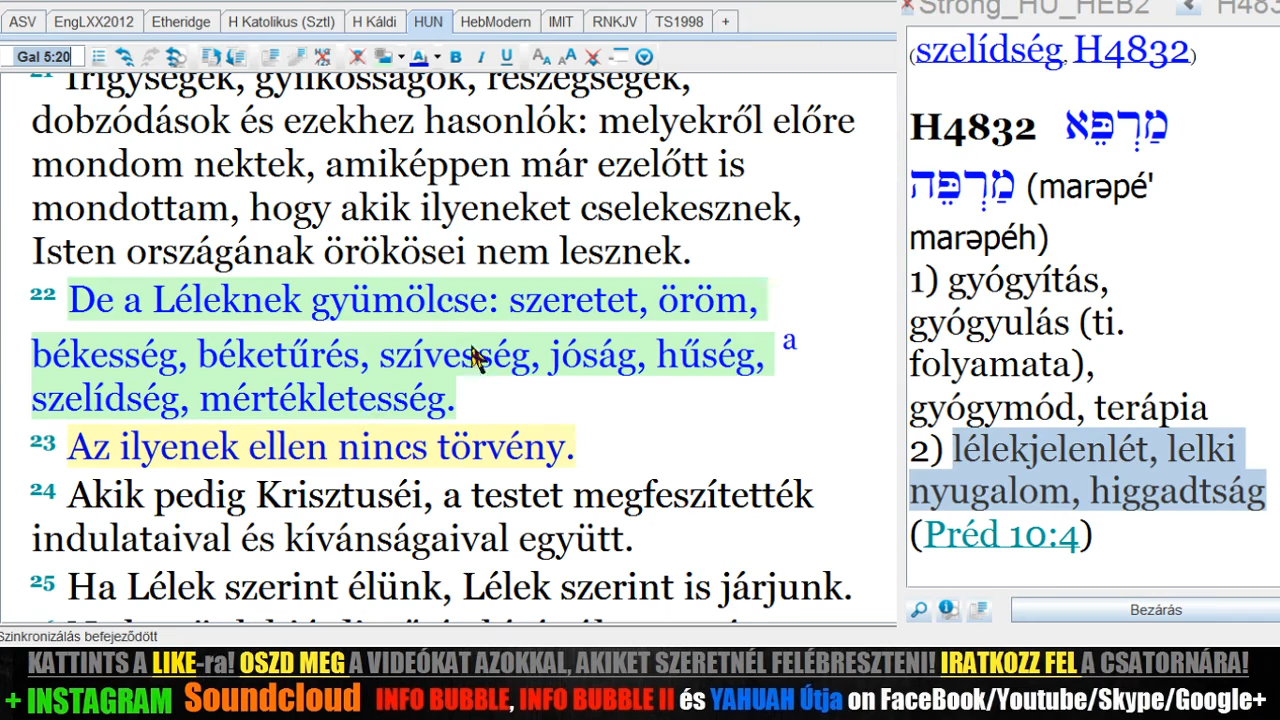 ASV EngLXX2012 Etheridge H Katolikus (Sztl) H Káldi HUN HebModern IMIT RNKJV TS1998 +
Gal 5:20
21 irigységek, gyilkosságok, részegségek,
dobzódások és ezekhez hasonlók: melyekről előre
mondom nektek, amiképpen már ezelőtt is
mondottam, hogy akik ilyeneket cselekesznek,
Isten országának örökösei nem lesznek.
22 De a Léleknek gyümölcse: szeretet, öröm,
békesség, béketűrés, szívesség, jóság, hűség, a
szelídség, mértékletesség.
23 Az ilyenek ellen nincs törvény.
24 Akik pedig Krisztuséi, a testet megfeszítették
indulataival és kívánságaival együtt.
25 Ha Lélek szerint élünk, Lélek szerint is járjunk.
Szinkronizálás befejeződött
Strong_HU_HEB2 H483
(szelídség, H4832)
H4832 מַרְפֵּא
מַרְפֵּה (marəpé'
marəpéh)
1) gyógyítás,
gyógyulás (ti.
folyamata),
gyógymód, terápia
2) lélekjelenlét, lelki
nyugalom, higgadtság
(Préd 10:4)
Bezárás
KATTINTS A LIKE-ra! OSZD MEG A VIDEÓKAT AZOKKAL, AKIKET SZERETNÉL FELÉBRESZTENI! IRATKOZZ FEL A CSATORNÁRA!
+ INSTAGRAM Soundcloud INFO BUBBLE, INFO BUBBLE II és YAHUAH Útja on FaceBook/Youtube/Skype/Google+